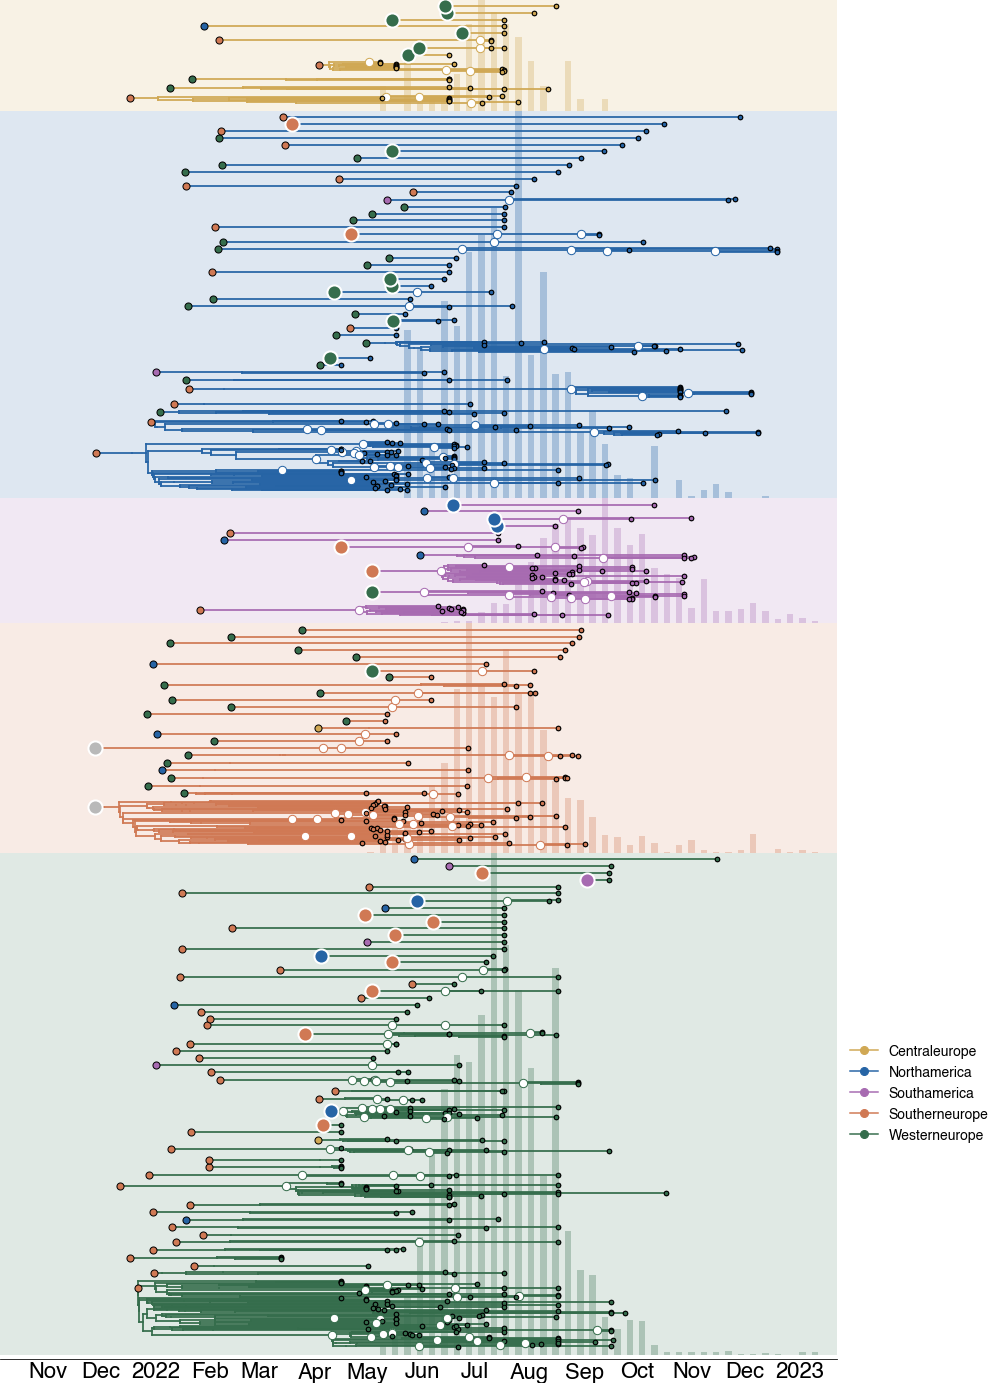 Centraleurope
Northamerica
Southamerica
Southerneurope
Westerneurope
Nov Dec 2022 Feb Mar Apr May Jun Jul Aug Sep Oct Nov Dec 2023